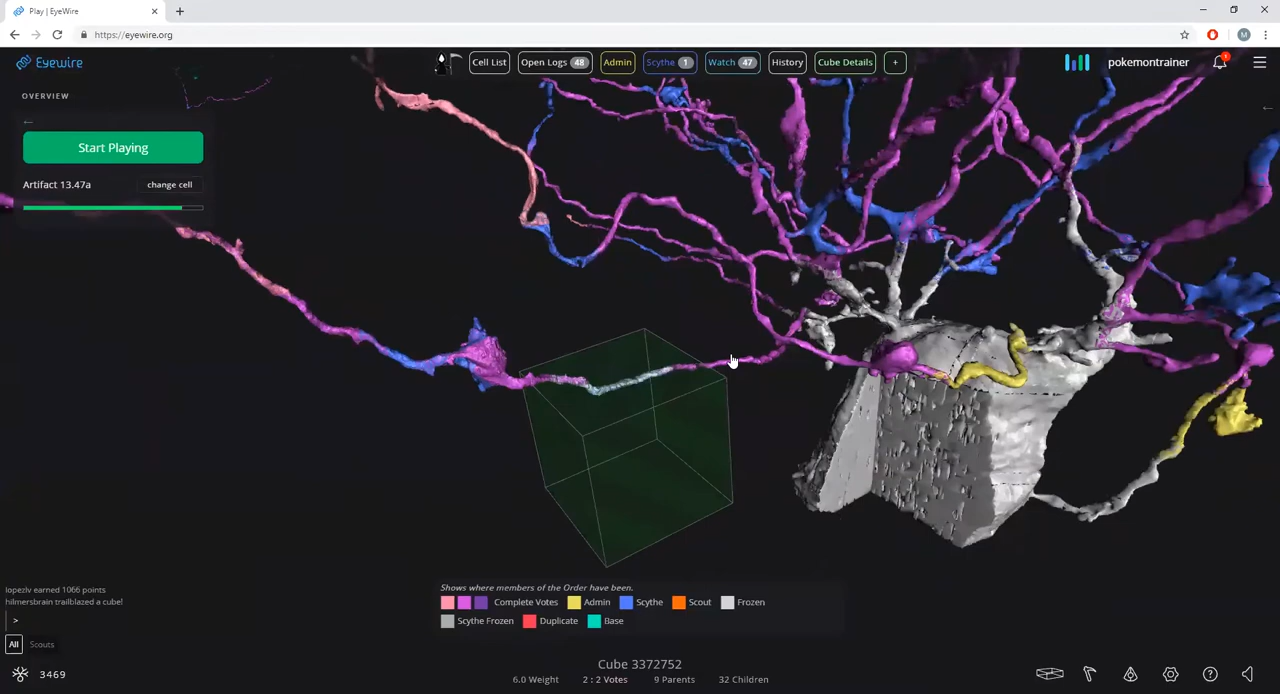 Play | EyeWire
https://eyewire.org
M
Eyewire
Cell List
Open Logs 48
Admin
Scythe 1
Watch 47
History
Cube Details
+
pokemontrainer
1
OVERVIEW
←
Start Playing
Artifact 13.47a
change cell
lopezlv earned 1066 points
hilmersbrain trailblazed a cube!
>
All
Scouts
3469
Shows where members of the Order have been.
Complete Votes Admin Scythe Scout Frozen
Scythe Frozen Duplicate Base
Cube 3372752
6.0 Weight 2 : 2 Votes 9 Parents 32 Children